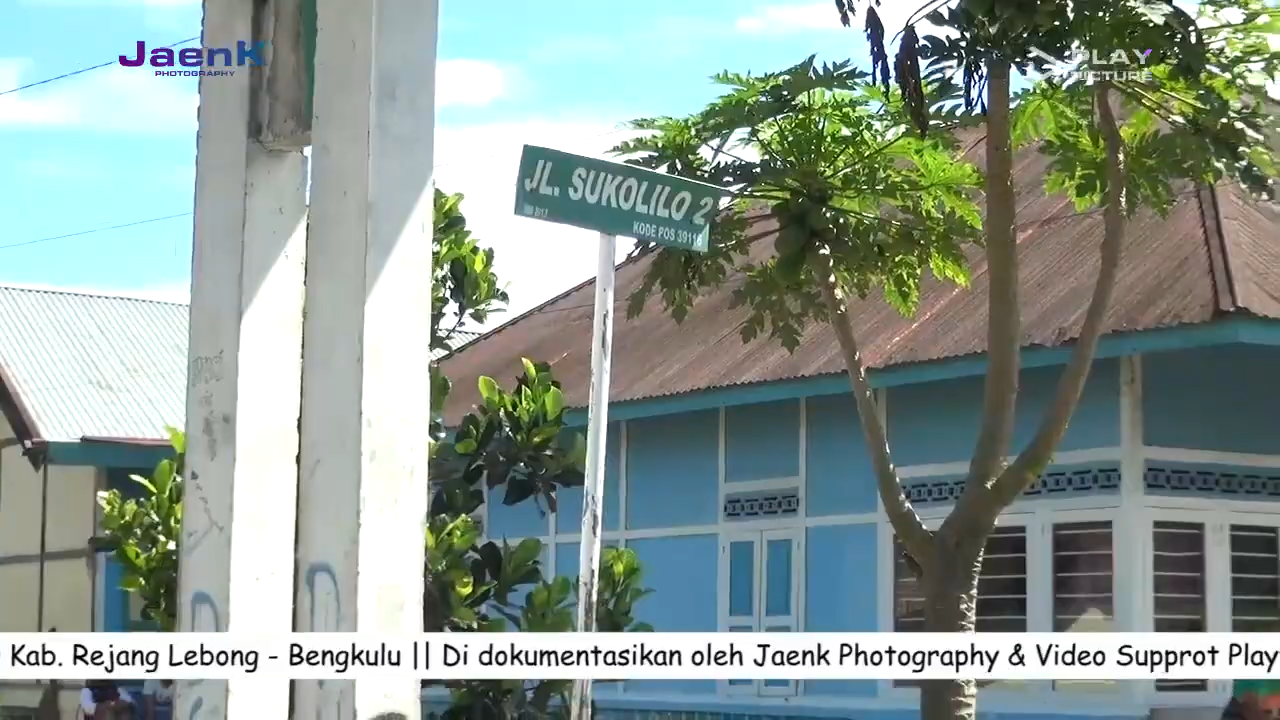 JaenK
PHOTOGRAPHY
PLAY
PICTURE
JL. SUKOLILO 2
KODE POS 39116
Kab. Rejang Lebong - Bengkulu || Di dokumentasikan oleh Jaenk Photography & Video Supprot Play